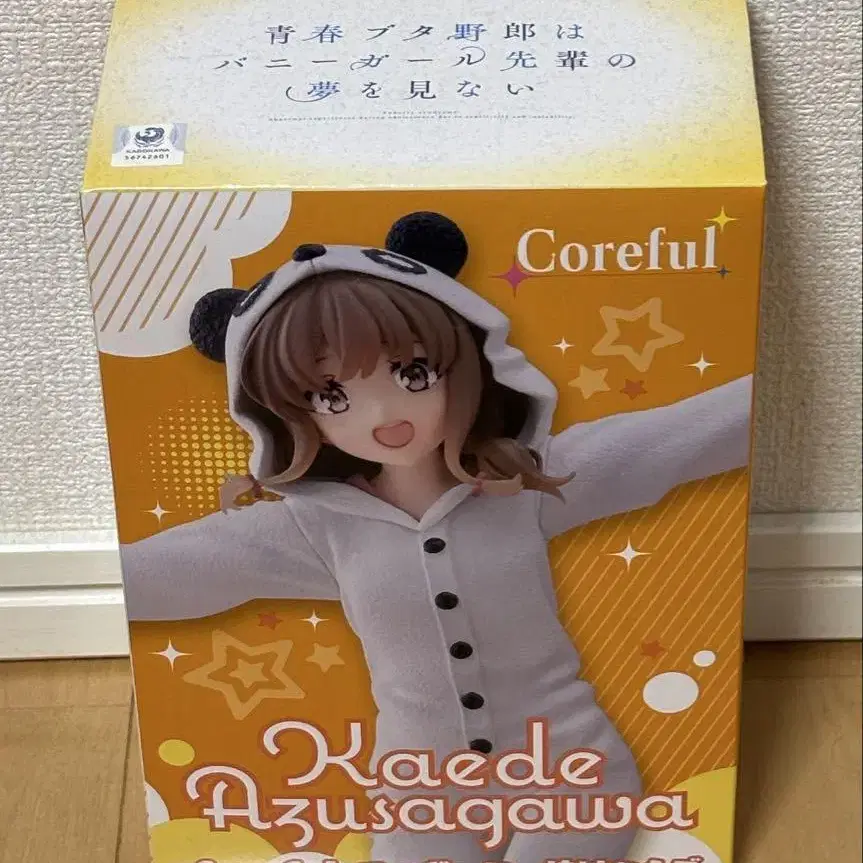 青春ブタ野郎は
バニーガール先輩の
夢を見ない
KADOKAWA
56742601
Coreful
Kaede
Azusagawa